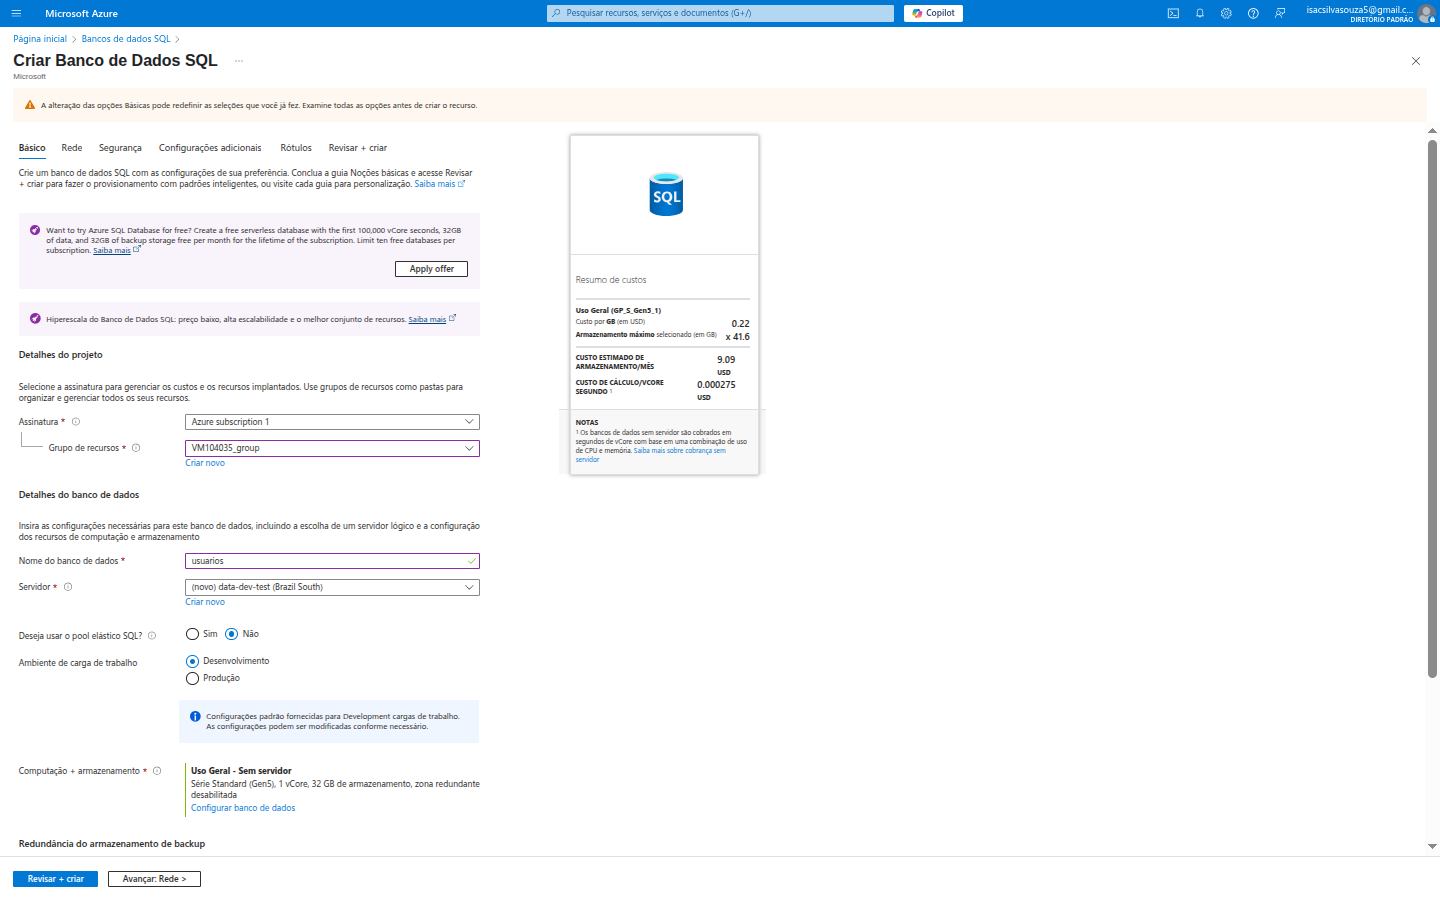 Microsoft Azure
Pesquisar recursos, serviços e documentos (G+/)
Copilot
isacsilvasouza5@gmail.c...
DIRETÓRIO PADRÃO
Página inicial > Bancos de dados SQL >
Criar Banco de Dados SQL ...
Microsoft
A alteração das opções Básicas pode redefinir as seleções que você já fez. Examine todas as opções antes de criar o recurso.
Básico Rede Segurança Configurações adicionais Rótulos Revisar + criar
Crie um banco de dados SQL com as configurações de sua preferência. Conclua a guia Noções básicas e acesse Revisar
+ criar para fazer o provisionamento com padrões inteligentes, ou visite cada guia para personalização. Saiba mais
Want to try Azure SQL Database for free? Create a free serverless database with the first 100,000 vCore seconds, 32GB
of data, and 32GB of backup storage free per month for the lifetime of the subscription. Limit ten free databases per
subscription. Saiba mais
Apply offer
Hiperescala do Banco de Dados SQL: preço baixo, alta escalabilidade e o melhor conjunto de recursos. Saiba mais
Detalhes do projeto
Selecione a assinatura para gerenciar os custos e os recursos implantados. Use grupos de recursos como pastas para
organizar e gerenciar todos os seus recursos.
Assinatura * Azure subscription 1
Grupo de recursos * VM104035_group
Criar novo
Detalhes do banco de dados
Insira as configurações necessárias para este banco de dados, incluindo a escolha de um servidor lógico e a configuração
dos recursos de computação e armazenamento
Nome do banco de dados * usuarios
Servidor * (novo) data-dev-test (Brazil South)
Criar novo
Deseja usar o pool elástico SQL? Sim Não
Ambiente de carga de trabalho Desenvolvimento
Produção
Configurações padrão fornecidas para Development cargas de trabalho.
As configurações podem ser modificadas conforme necessário.
Computação + armazenamento * Uso Geral - Sem servidor
Série Standard (Gen5), 1 vCore, 32 GB de armazenamento, zona redundante
desabilitada
Configurar banco de dados
Redundância do armazenamento de backup
Revisar + criar
Avançar: Rede >
SQL
Resumo de custos
Uso Geral (GP_S_Gen5_1)
Custo por GB (em USD) 0.22
Armazenamento máximo selecionado (em GB) x 41.6
CUSTO ESTIMADO DE
ARMAZENAMENTO/MÊS
9.09
USD
CUSTO DE CÁLCULO/VCORE
SEGUNDO ¹
0.000275
USD
NOTAS
¹ Os bancos de dados sem servidor são cobrados em
segundos de vCore com base em uma combinação de uso
de CPU e memória. Saiba mais sobre cobrança sem
servidor